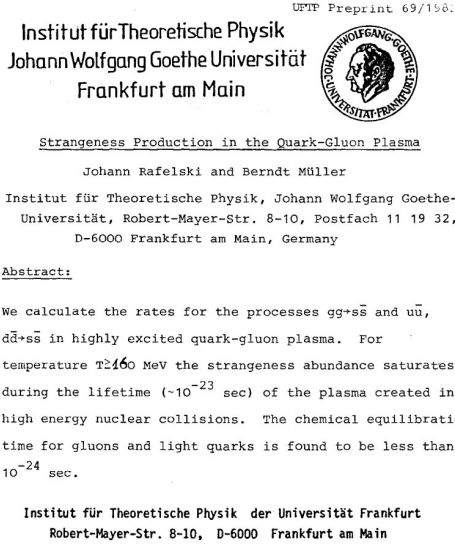 UFTP Preprint 69/198
Institut für Theoretische Physik
Johann Wolfgang Goethe Universität
Frankfurt am Main
JOHANN WOLFGANG GOETHE UNIVERSITÄT FRANKFURT
Strangeness Production in the Quark-Gluon Plasma
Johann Rafelski and Berndt Müller
Institut für Theoretische Physik, Johann Wolfgang Goethe-
Universität, Robert-Mayer-Str. 8-10, Postfach 11 19 32,
D-6000 Frankfurt am Main, Germany
Abstract:
We calculate the rates for the processes gg→ss̄ and uū,
dd̄→ss̄ in highly excited quark-gluon plasma. For
temperature T≥160 MeV the strangeness abundance saturates
during the lifetime (~10⁻²³ sec) of the plasma created in
high energy nuclear collisions. The chemical equilibrati
time for gluons and light quarks is found to be less than
10⁻²⁴ sec.
Institut für Theoretische Physik der Universität Frankfurt
Robert-Mayer-Str. 8-10, D-6000 Frankfurt am Main